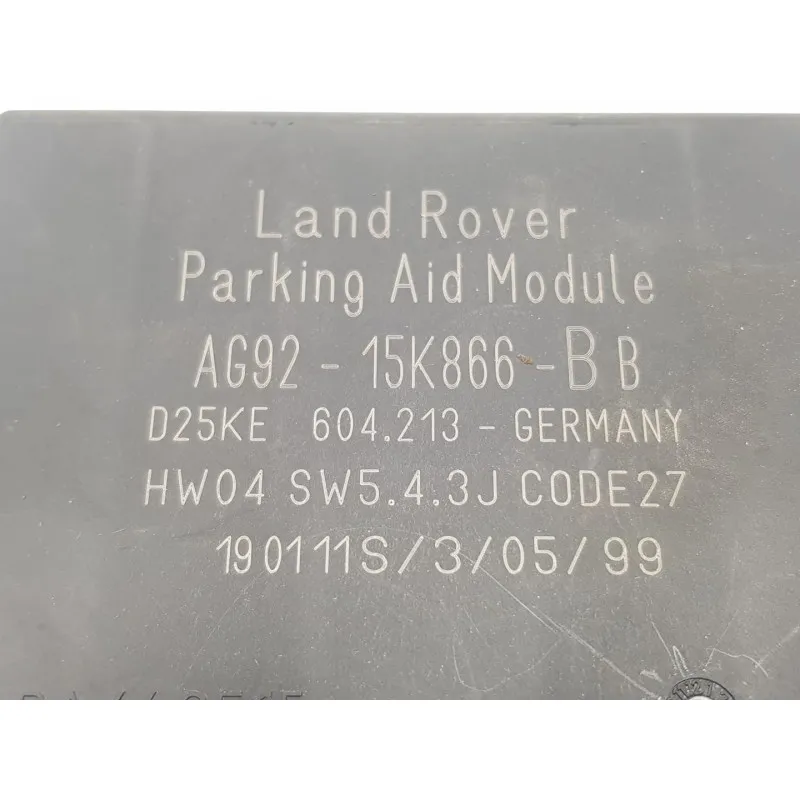 Land Rover
Parking Aid Module
AG92 - 15K866 - B B
D25KE 604.213 - GERMANY
HW04 SW5.4.3J CODE27
190111S/3/05/99